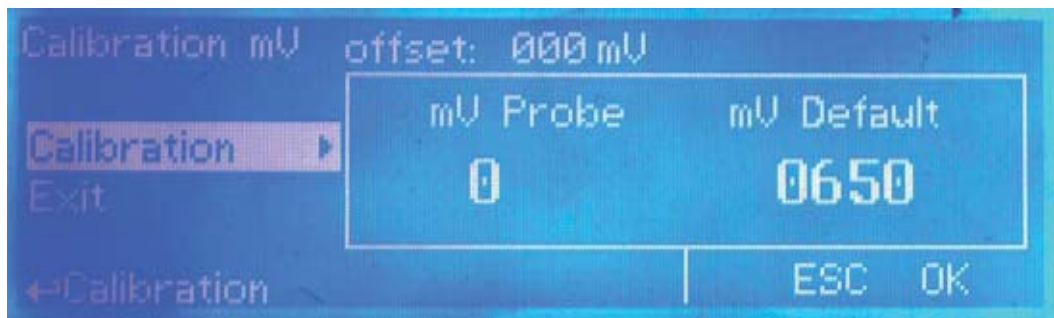 Calibration mV offset: 000 mV
mV Probe mV Default
Calibration
0 0650
Exit
↩Calibration ESC OK